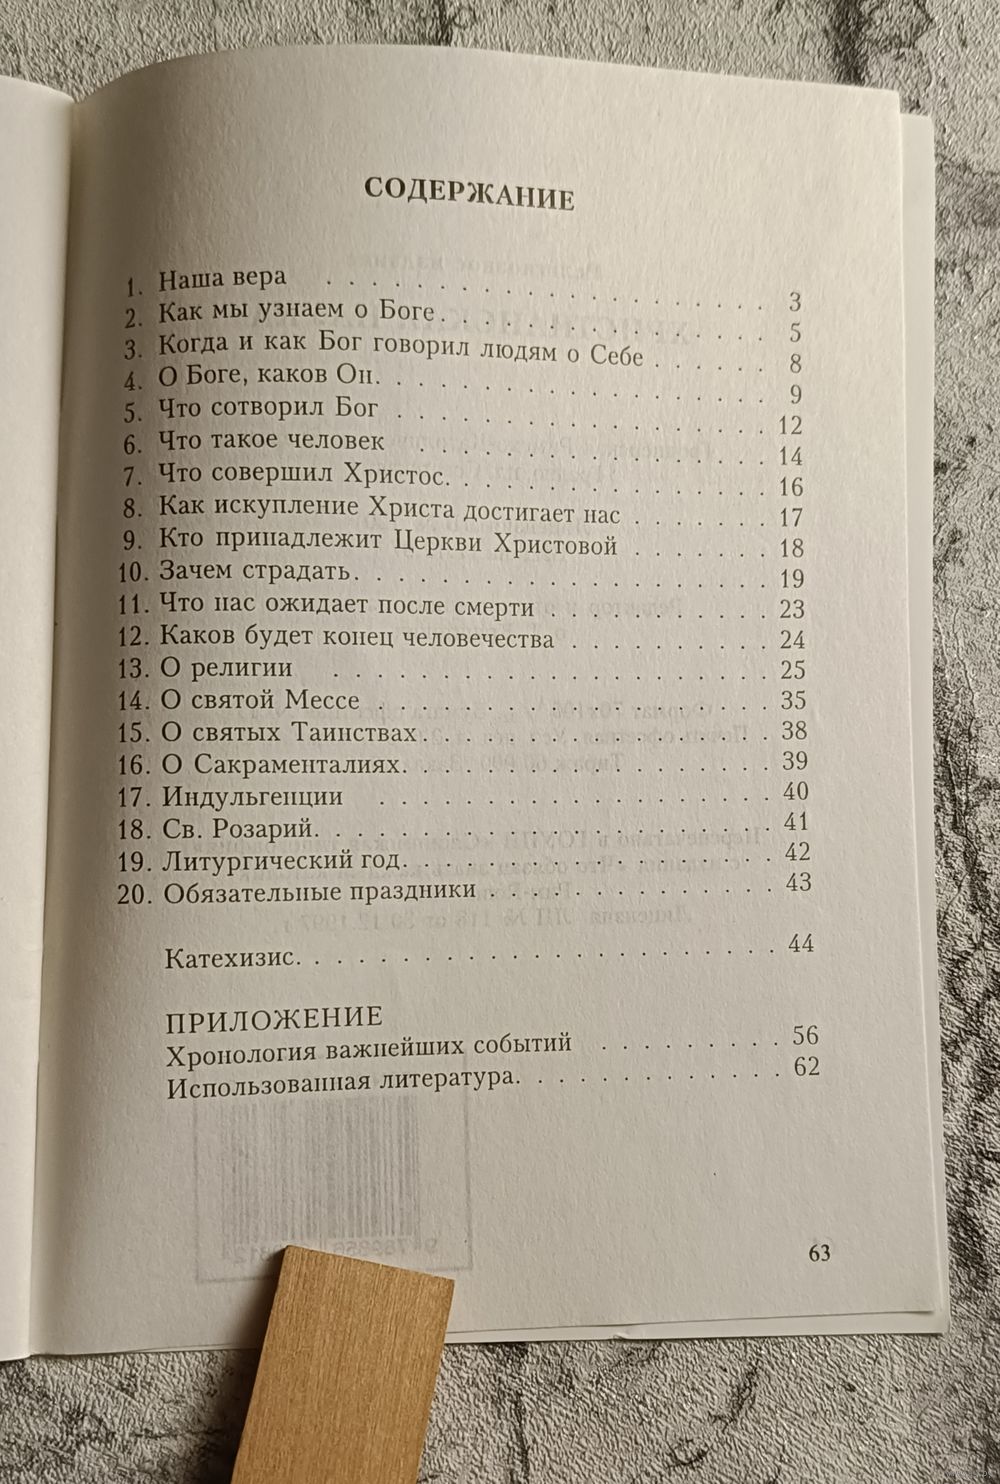 СОДЕРЖАНИЕ
1. Наша вера . . . . . . . . . . . . . . . . . . . . 3
2. Как мы узнаем о Боге . . . . . . . . . . . . . . 5
3. Когда и как Бог говорил людям о Себе . . . . . . 8
4. О Боге, каков Он. . . . . . . . . . . . . . . . . 9
5. Что сотворил Бог . . . . . . . . . . . . . . . . 12
6. Что такое человек . . . . . . . . . . . . . . . 14
7. Что совершил Христос. . . . . . . . . . . . . . 16
8. Как искупление Христа достигает нас . . . . . . . 17
9. Кто принадлежит Церкви Христовой . . . . . . . 18
10. Зачем страдать. . . . . . . . . . . . . . . . . 19
11. Что нас ожидает после смерти . . . . . . . . . 23
12. Каков будет конец человечества . . . . . . . . 24
13. О религии . . . . . . . . . . . . . . . . . . . 25
14. О святой Мессе . . . . . . . . . . . . . . . . 35
15. О святых Таинствах . . . . . . . . . . . . . . 38
16. О Сакраменталиях. . . . . . . . . . . . . . . 39
17. Индульгенции . . . . . . . . . . . . . . . . . 40
18. Св. Розарий. . . . . . . . . . . . . . . . . . 41
19. Литургический год. . . . . . . . . . . . . . . 42
20. Обязательные праздники . . . . . . . . . . . . 43
Катехизис. . . . . . . . . . . . . . . . . . . . . 44
ПРИЛОЖЕНИЕ
Хронология важнейших событий . . . . . . . . . 56
Использованная литература. . . . . . . . . . . . 62
63